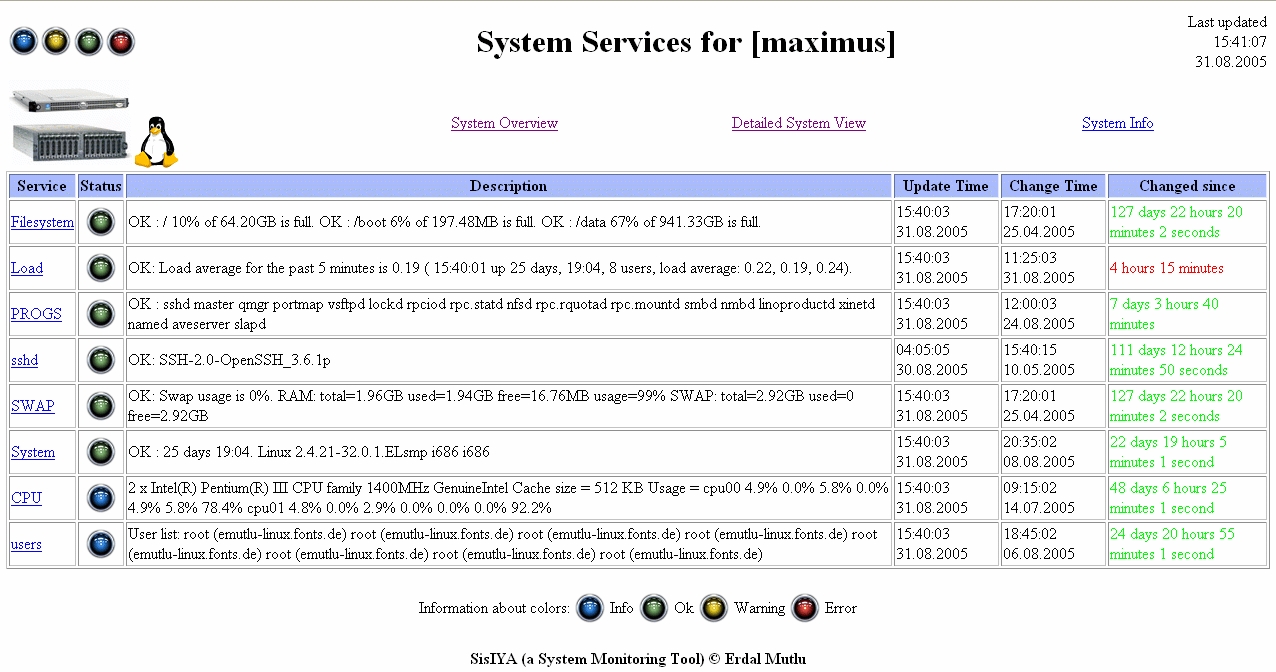 System Services for [maximus]
Last updated
15:41:07
31.08.2005
System Overview
Detailed System View
System Info
Service Status Description Update Time Change Time Changed since
Filesystem
OK : / 10% of 64.20GB is full. OK : /boot 6% of 197.48MB is full. OK : /data 67% of 941.33GB is full.
15:40:03
31.08.2005
17:20:01
25.04.2005
127 days 22 hours 20
minutes 2 seconds
Load
OK: Load average for the past 5 minutes is 0.19 ( 15:40:01 up 25 days, 19:04, 8 users, load average: 0.22, 0.19, 0.24).
15:40:03
31.08.2005
11:25:03
31.08.2005
4 hours 15 minutes
PROGS
OK : sshd master qmgr portmap vsftpd lockd rpciod rpc.statd nfsd rpc.rquotad rpc.mountd smbd nmbd linoproductd xinetd
named aveserver slapd
15:40:03
31.08.2005
12:00:03
24.08.2005
7 days 3 hours 40
minutes
sshd
OK: SSH-2.0-OpenSSH_3.6.1p
04:05:05
30.08.2005
15:40:15
10.05.2005
111 days 12 hours 24
minutes 50 seconds
SWAP
OK: Swap usage is 0%. RAM: total=1.96GB used=1.94GB free=16.76MB usage=99% SWAP: total=2.92GB used=0
free=2.92GB
15:40:03
31.08.2005
17:20:01
25.04.2005
127 days 22 hours 20
minutes 2 seconds
System
OK : 25 days 19:04. Linux 2.4.21-32.0.1.ELsmp i686 i686
15:40:03
31.08.2005
20:35:02
08.08.2005
22 days 19 hours 5
minutes 1 second
CPU
2 x Intel(R) Pentium(R) III CPU family 1400MHz GenuineIntel Cache size = 512 KB Usage = cpu00 4.9% 0.0% 5.8% 0.0%
4.9% 5.8% 78.4% cpu01 4.8% 0.0% 2.9% 0.0% 0.0% 0.0% 92.2%
15:40:03
31.08.2005
09:15:02
14.07.2005
48 days 6 hours 25
minutes 1 second
users
User list: root (emutlu-linux.fonts.de) root (emutlu-linux.fonts.de) root (emutlu-linux.fonts.de) root (emutlu-linux.fonts.de) root
(emutlu-linux.fonts.de) root (emutlu-linux.fonts.de) root (emutlu-linux.fonts.de) root (emutlu-linux.fonts.de)
15:40:03
31.08.2005
18:45:02
06.08.2005
24 days 20 hours 55
minutes 1 second
Information about colors: Info Ok Warning Error
SisIYA (a System Monitoring Tool) © Erdal Mutlu